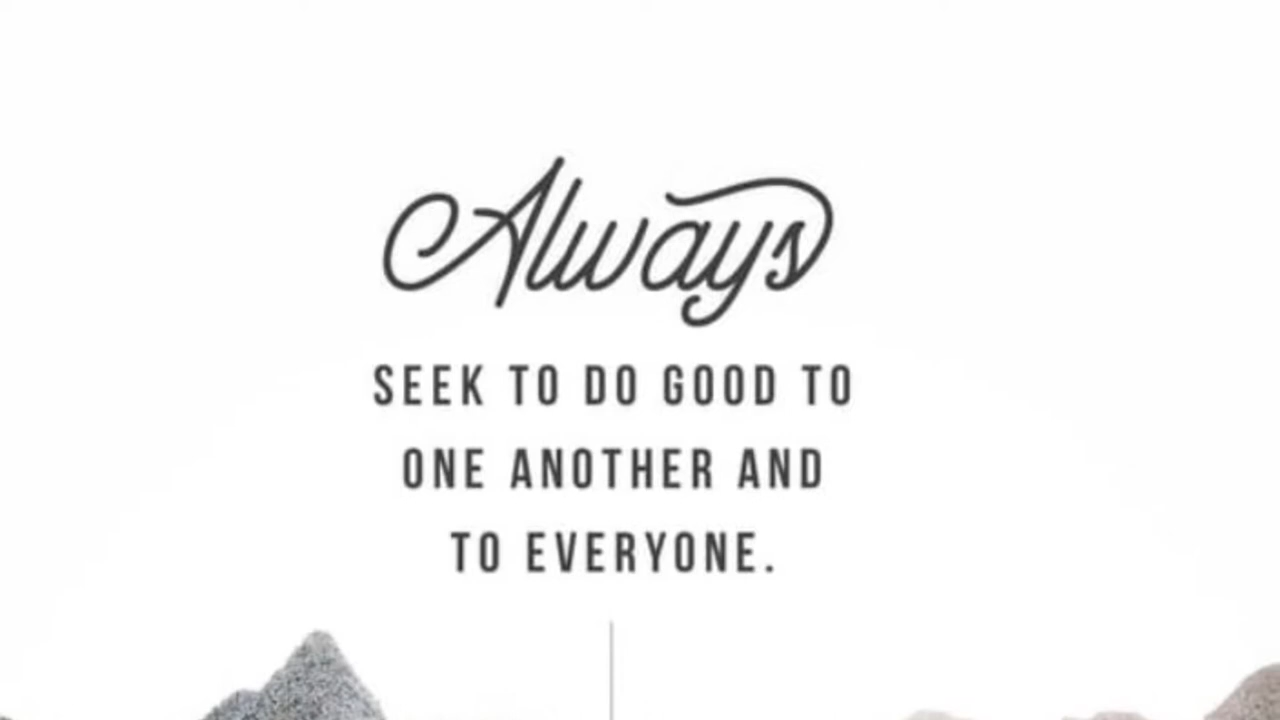 Always
SEEK TO DO GOOD TO
ONE ANOTHER AND
TO EVERYONE.